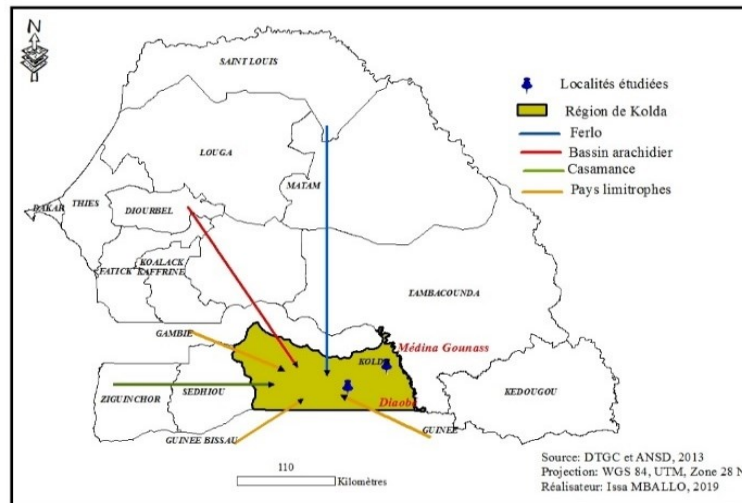 N
SAINT LOUIS
Localités étudiées
Région de Kolda
Ferlo
Bassin arachidier
Casamance
Pays limitrophes
LOUGA
MATAM
DAKAR
THIES
DIOURBEL
FATICK
KOALACK
KAFFRINE
TAMBACOUNDA
GAMBIE
Médina Gounass
KOLDA
ZIGUINCHOR
SEDHIOU
KEDOUGOU
Diaobé
GUINEE BISSAU
GUINEE
110
Kilomètres
Source: DTGC et ANSD, 2013
Projection: WGS 84, UTM, Zone 28 N
Réalisateur: Issa MBALLO, 2019